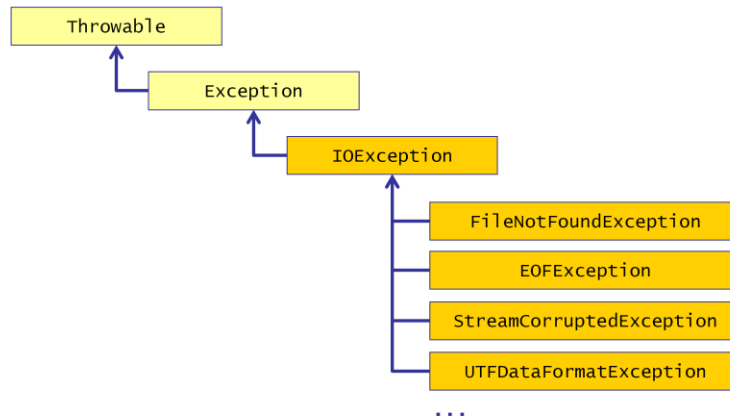 Throwable
Exception
IOException
FileNotFoundException
EOFException
StreamCorruptedException
UTFDataFormatException
...